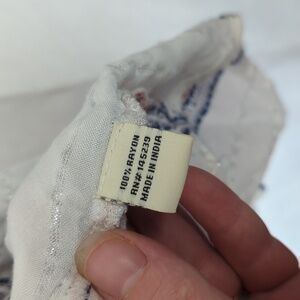 100% RAYON
RN# 145239
MADE IN INDIA